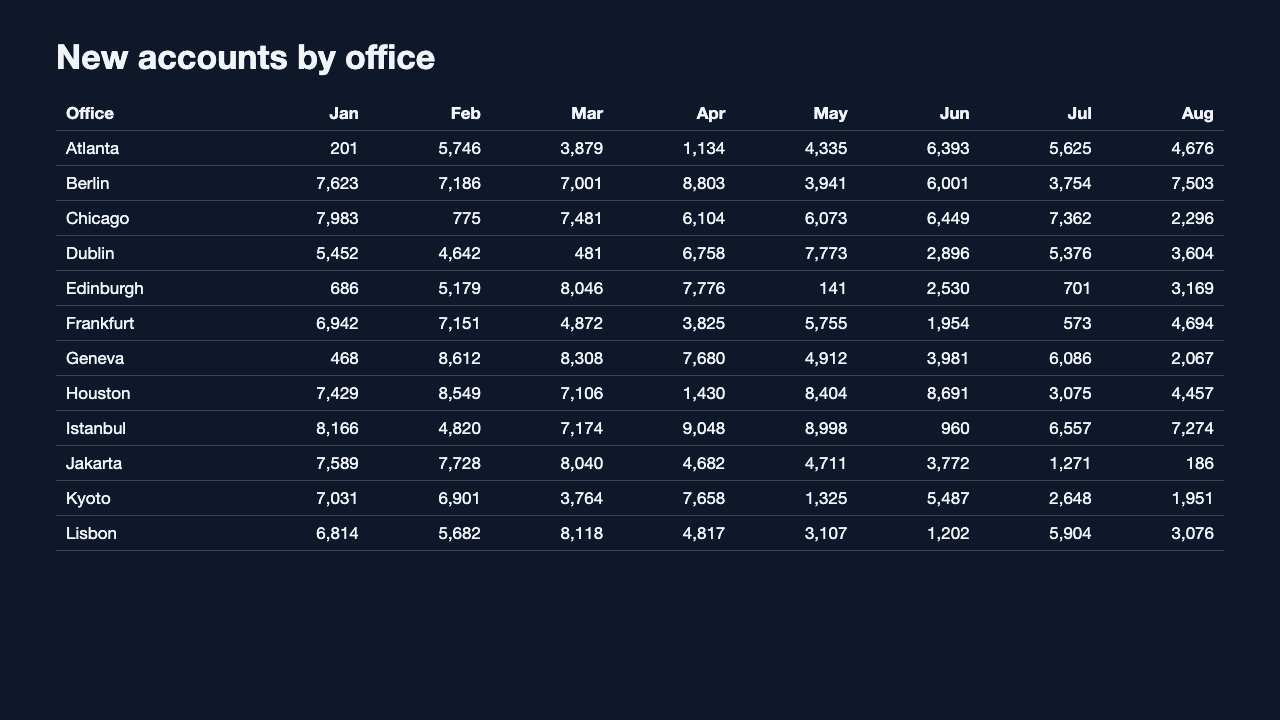 New accounts by office
Office Jan Feb Mar Apr May Jun Jul Aug
Atlanta 201 5,746 3,879 1,134 4,335 6,393 5,625 4,676
Berlin 7,623 7,186 7,001 8,803 3,941 6,001 3,754 7,503
Chicago 7,983 775 7,481 6,104 6,073 6,449 7,362 2,296
Dublin 5,452 4,642 481 6,758 7,773 2,896 5,376 3,604
Edinburgh 686 5,179 8,046 7,776 141 2,530 701 3,169
Frankfurt 6,942 7,151 4,872 3,825 5,755 1,954 573 4,694
Geneva 468 8,612 8,308 7,680 4,912 3,981 6,086 2,067
Houston 7,429 8,549 7,106 1,430 8,404 8,691 3,075 4,457
Istanbul 8,166 4,820 7,174 9,048 8,998 960 6,557 7,274
Jakarta 7,589 7,728 8,040 4,682 4,711 3,772 1,271 186
Kyoto 7,031 6,901 3,764 7,658 1,325 5,487 2,648 1,951
Lisbon 6,814 5,682 8,118 4,817 3,107 1,202 5,904 3,076